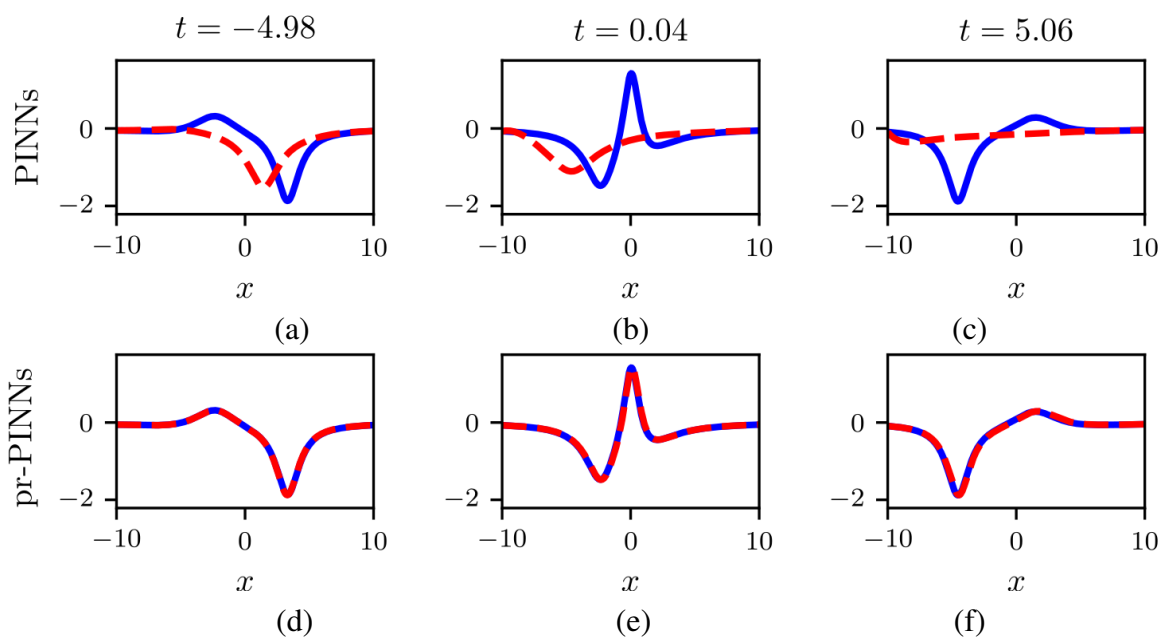 t = −4.98 t = 0.04 t = 5.06
PINNs
0 0 0
−2 −2 −2
−10 0 10 −10 0 10 −10 0 10
x x x
(a) (b) (c)
pr-PINNs
0 0 0
−2 −2 −2
−10 0 10 −10 0 10 −10 0 10
x x x
(d) (e) (f)